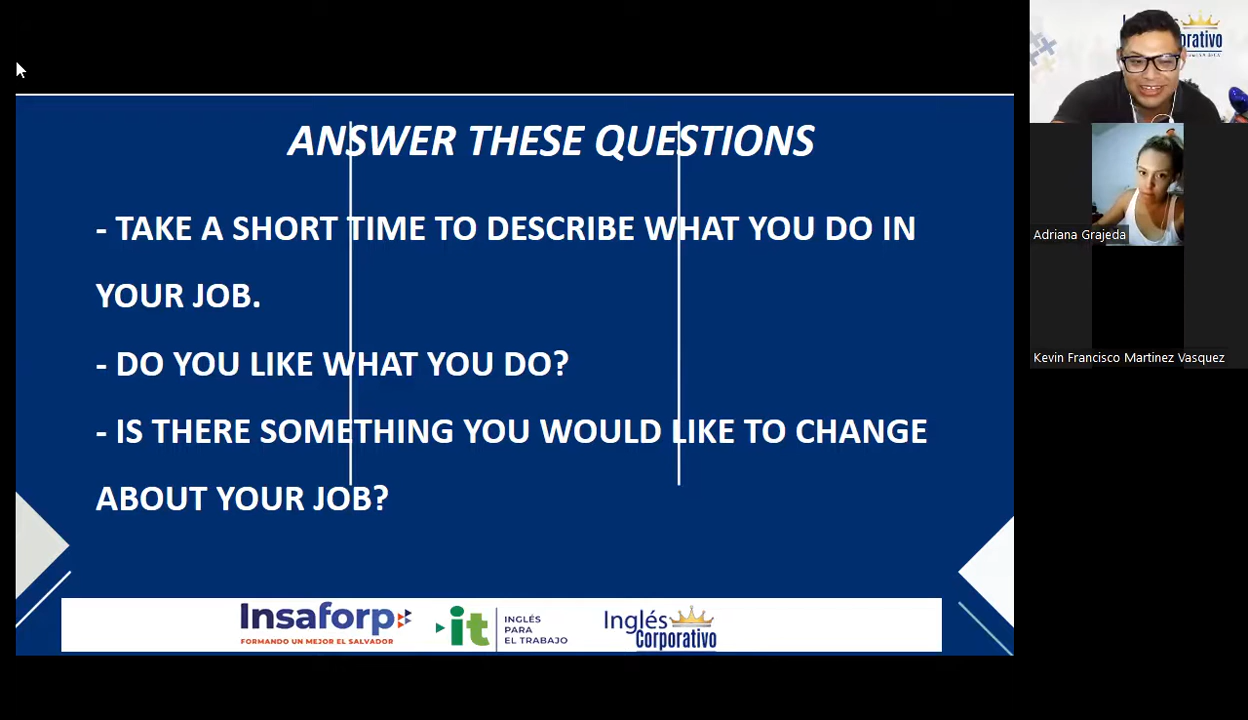 ANSWER THESE QUESTIONS
- TAKE A SHORT TIME TO DESCRIBE WHAT YOU DO IN
YOUR JOB.
- DO YOU LIKE WHAT YOU DO?
- IS THERE SOMETHING YOU WOULD LIKE TO CHANGE
ABOUT YOUR JOB?
Insaforp
FORMANDO UN MEJOR EL SALVADOR
it
INGLÉS
PARA
EL TRABAJO
Inglés
Corporativo
Adriana Grajeda
Kevin Francisco Martinez Vasquez